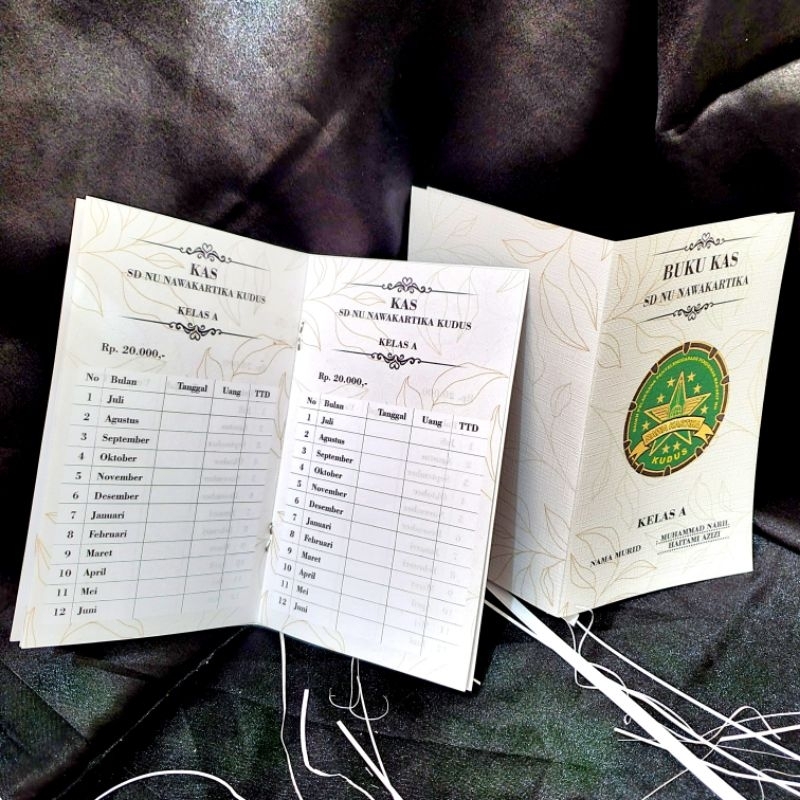 KAS
SD NU NAWAKARTIKA KUDUS
KELAS A
Rp. 20.000,-
No Bulan Tanggal Uang TTD
1 Juli
2 Agustus
3 September
4 Oktober
5 November
6 Desember
7 Januari
8 Februari
9 Maret
10 April
11 Mei
12 Juni
KAS
SD NU NAWAKARTIKA KUDUS
KELAS A
Rp. 20.000,-
No Bulan Tanggal Uang TTD
1 Juli
2 Agustus
3 September
4 Oktober
5 November
6 Desember
7 Januari
8 Februari
9 Maret
10 April
11 Mei
12 Juni
BUKU KAS
SD NU NAWAKARTIKA
NAWA KARTIKA
KUDUS
KELAS A
NAMA MURID : MUHAMMAD
HAITAMI AZIZI